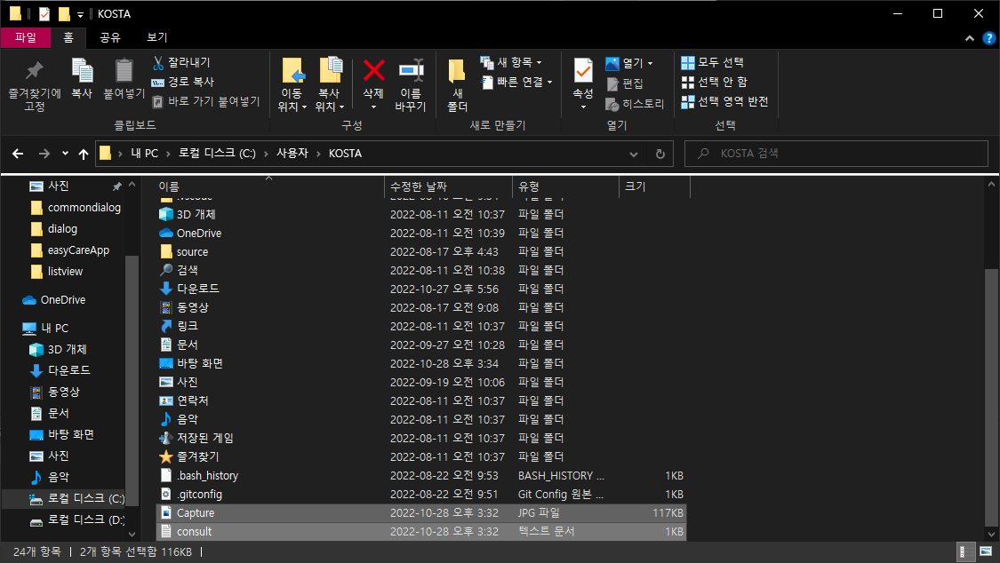 KOSTA
파일 홈 공유 보기
즐겨찾기에 고정
복사
붙여넣기
잘라내기
경로 복사
바로 가기 붙여넣기
클립보드
이동 위치
복사 위치
삭제
이름 바꾸기
구성
새 폴더
새 항목
빠른 연결
새로 만들기
속성
열기
편집
히스토리
열기
모두 선택
선택 안 함
선택 영역 반전
선택
내 PC › 로컬 디스크 (C:) › 사용자 › KOSTA
KOSTA 검색
사진
commondialog
dialog
easyCareApp
listview
OneDrive
내 PC
3D 개체
다운로드
동영상
문서
바탕 화면
사진
음악
로컬 디스크 (C:)
로컬 디스크 (D:)
이름 수정한 날짜 유형 크기
3D 개체 2022-08-11 오전 10:37 파일 폴더
OneDrive 2022-08-11 오전 10:39 파일 폴더
source 2022-08-17 오후 4:43 파일 폴더
검색 2022-08-11 오전 10:38 파일 폴더
다운로드 2022-10-27 오후 5:56 파일 폴더
동영상 2022-08-17 오후 9:08 파일 폴더
링크 2022-08-11 오전 10:37 파일 폴더
문서 2022-09-27 오전 10:28 파일 폴더
바탕 화면 2022-10-28 오후 3:34 파일 폴더
사진 2022-09-19 오전 10:06 파일 폴더
연락처 2022-08-11 오전 10:37 파일 폴더
음악 2022-08-11 오전 10:37 파일 폴더
저장된 게임 2022-08-11 오전 10:37 파일 폴더
즐겨찾기 2022-08-11 오전 10:37 파일 폴더
.bash_history 2022-08-22 오전 9:53 BASH_HISTORY ... 1KB
.gitconfig 2022-08-22 오전 9:51 Git Config 원본 ... 1KB
Capture 2022-10-28 오후 3:32 JPG 파일 117KB
consult 2022-10-28 오후 3:32 텍스트 문서 1KB
24개 항목 | 2개 항목 선택함 116KB |